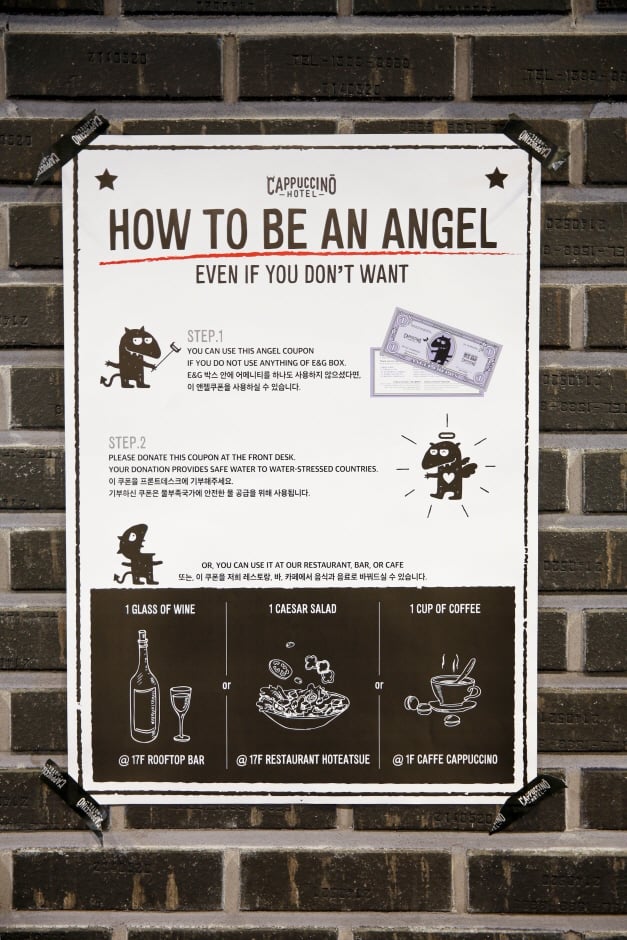 CAPPUCCINO
HOTEL
HOW TO BE AN ANGEL
EVEN IF YOU DON'T WANT
STEP.1
YOU CAN USE THIS ANGEL COUPON
IF YOU DO NOT USE ANYTHING OF E&G BOX.
E&G 박스 안에 어메니티를 하나도 사용하지 않으셨다면,
이 앤젤쿠폰을 사용하실 수 있습니다.
STEP.2
PLEASE DONATE THIS COUPON AT THE FRONT DESK.
YOUR DONATION PROVIDES SAFE WATER TO WATER-STRESSED COUNTRIES.
이 쿠폰을 프론트데스크에 기부해주세요.
기부하신 쿠폰은 물부족국가에 안전한 물 공급을 위해 사용됩니다.
OR, YOU CAN USE IT AT OUR RESTAURANT, BAR, OR CAFE
또는, 이 쿠폰을 저희 레스토랑, 바, 카페에서 음식과 음료로 바꿔드실 수 있습니다.
1 GLASS OF WINE
or
1 CAESAR SALAD
or
1 CUP OF COFFEE
@ 17F ROOFTOP BAR
@ 17F RESTAURANT HOTEATSUE
@ 1F CAFFE CAPPUCCINO